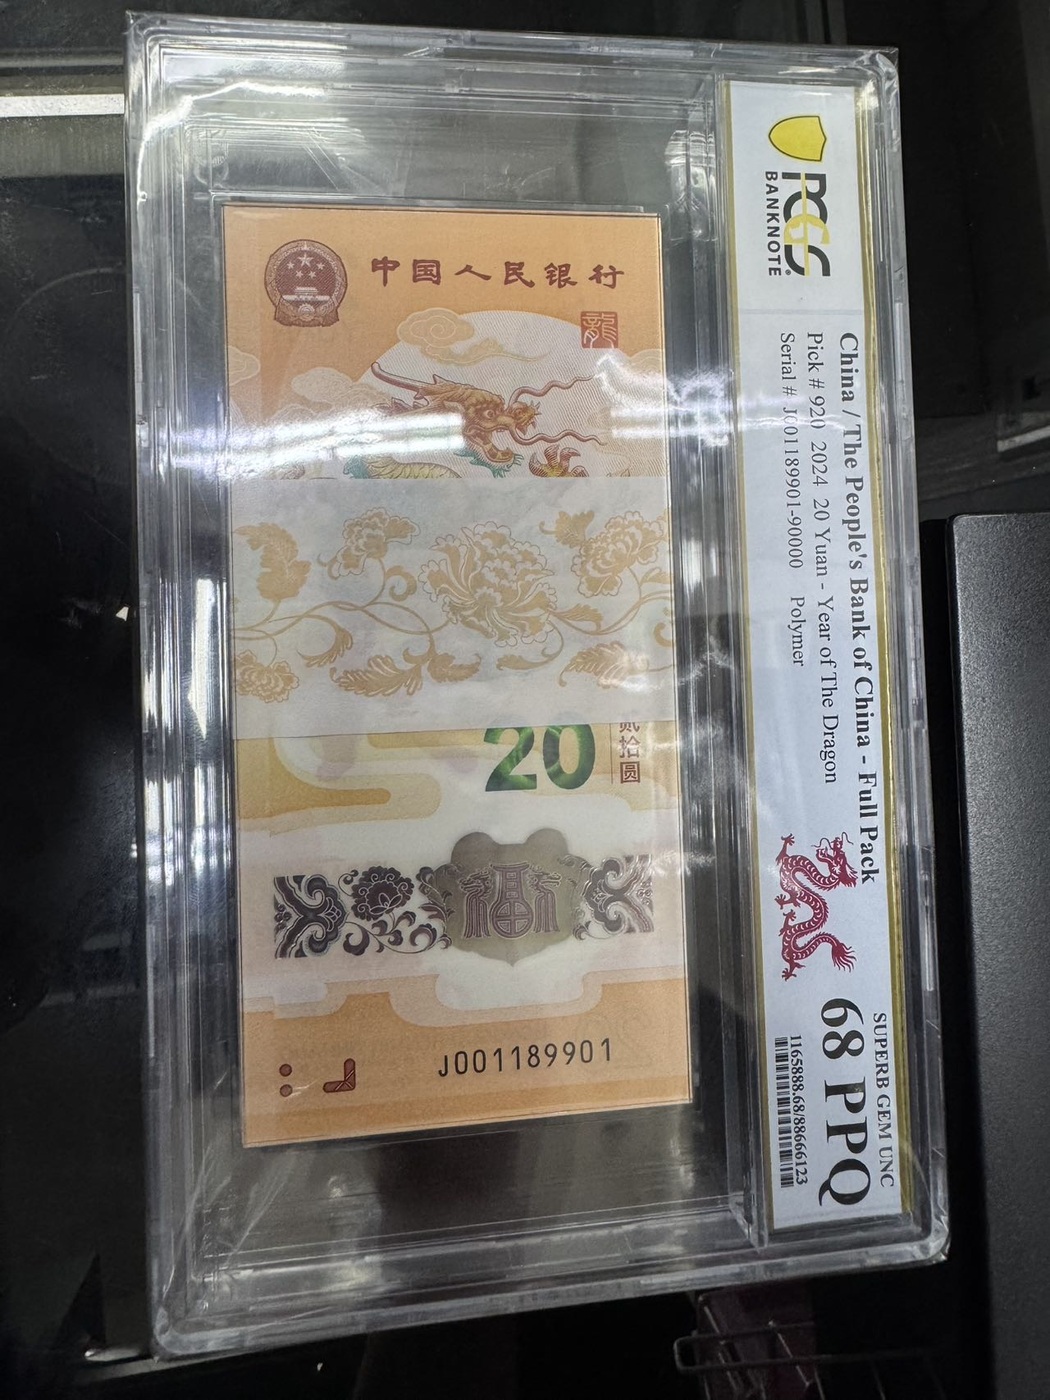 PCGS
BANKNOTE
China / The People's Bank of China - Full Pack
Pick # 920 2024 20 Yuan - Year of The Dragon
Serial # J001189901-90000 Polymer
SUPERB GEM UNC
68 PPQ
1165888.68/88666123
中国人民银行
龍
20
贰拾圆
福
J001189901